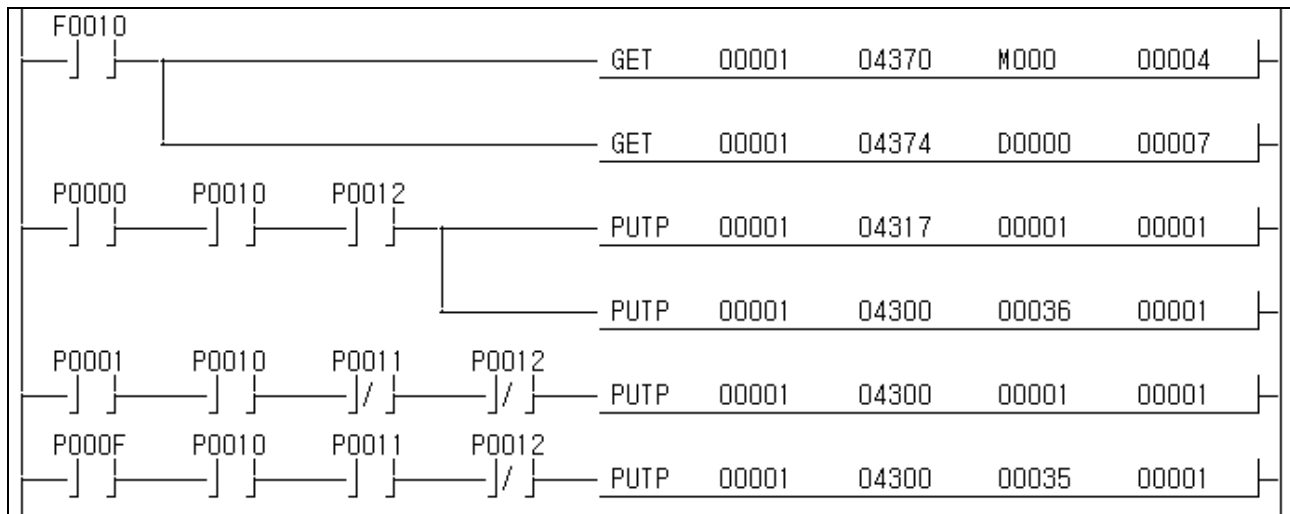 F0010
GET 00001 04370 M000 00004
GET 00001 04374 D0000 00007
P0000 P0010 P0012
PUTP 00001 04317 00001 00001
PUTP 00001 04300 00036 00001
P0001 P0010 P0011 P0012
PUTP 00001 04300 00001 00001
P000F P0010 P0011 P0012
PUTP 00001 04300 00035 00001